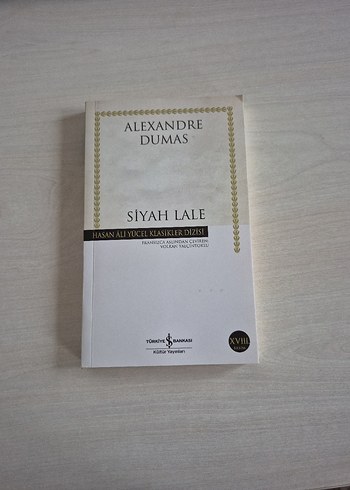 ALEXANDRE
DUMAS
SİYAH LALE
HASAN ÂLİ YÜCEL KLASİKLER DİZİSİ
FRANSIZCA ASLINDAN ÇEVİREN:
VOLKAN YALÇINTOKLU
TÜRKİYE İŞ BANKASI
Kültür Yayınları
XVIII.